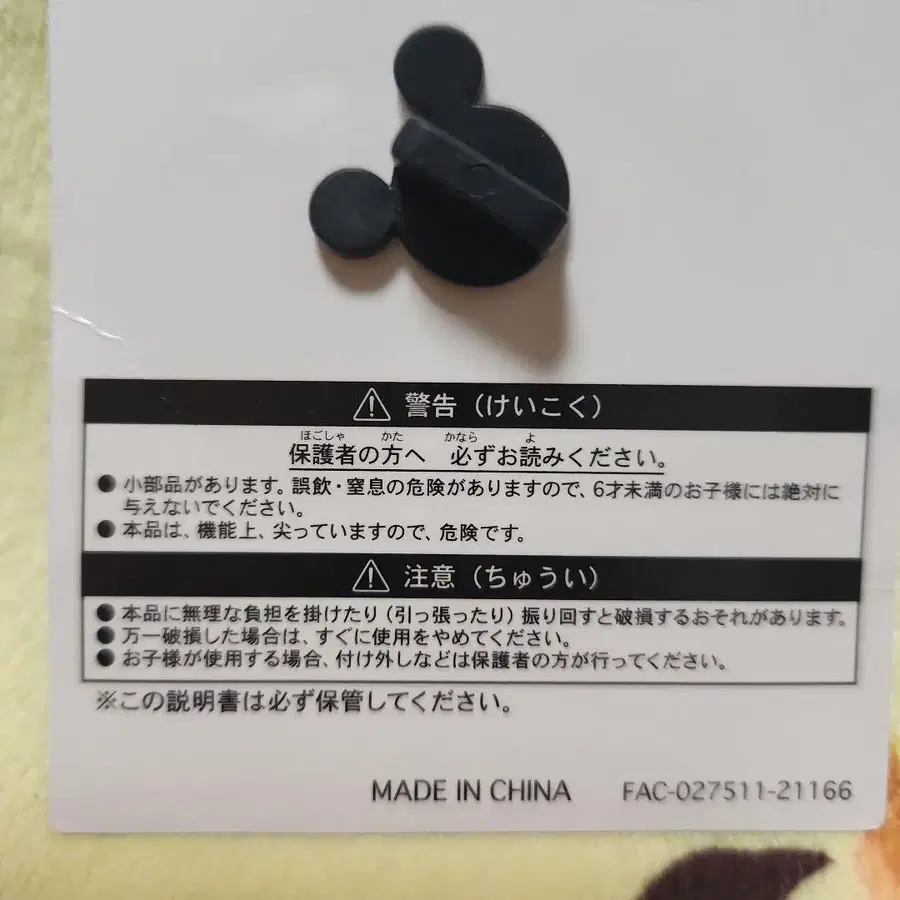 警告（けいこく）
ほごしゃ かた かなら よ
保護者の方へ 必ずお読みください。
● 小部品があります。誤飲・窒息の危険がありますので、6才未満のお子様には絶対に
与えないでください。
● 本品は、機能上、尖っていますので、危険です。
注意（ちゅうい）
● 本品に無理な負担を掛けたり（引っ張ったり）振り回すと破損するおそれがあります。
● 万一破損した場合は、すぐに使用をやめてください。
● お子様が使用する場合、付け外しなどは保護者の方が行ってください。
※この説明書は必ず保管してください。
MADE IN CHINA FAC-027511-21166